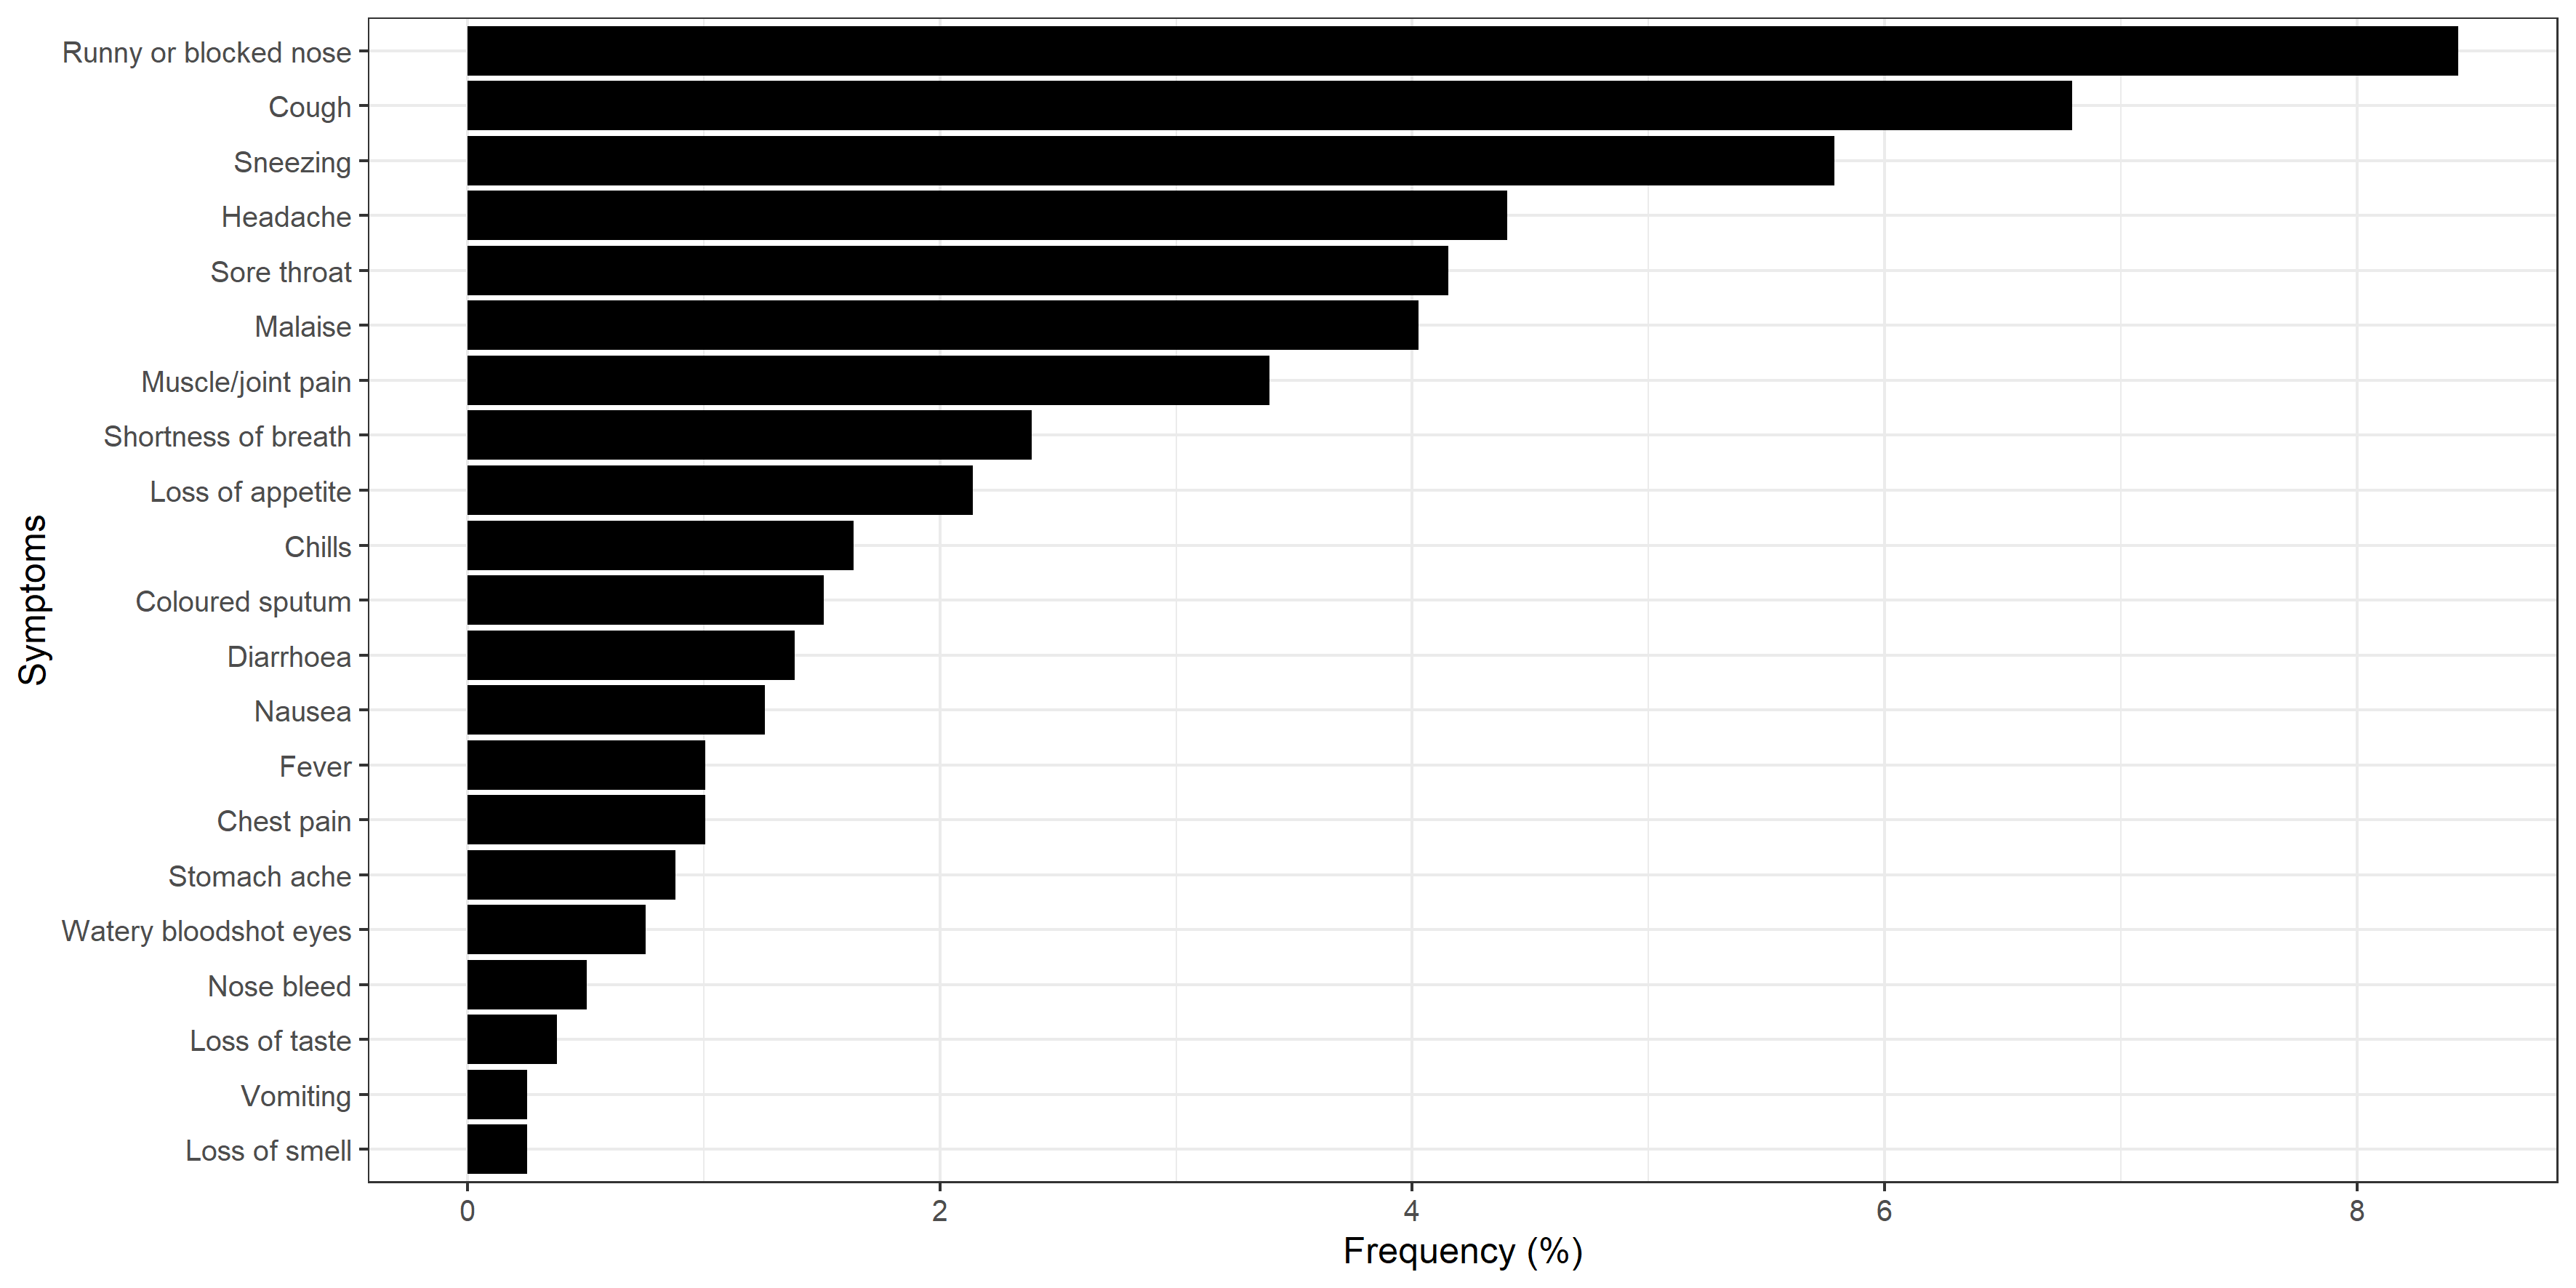 Runny or blocked nose
Cough
Sneezing
Headache
Sore throat
Malaise
Muscle/joint pain
Shortness of breath
Loss of appetite
Chills
Coloured sputum
Diarrhoea
Nausea
Fever
Chest pain
Stomach ache
Watery bloodshot eyes
Nose bleed
Loss of taste
Vomiting
Loss of smell
Symptoms
0 2 4 6 8
Frequency (%)